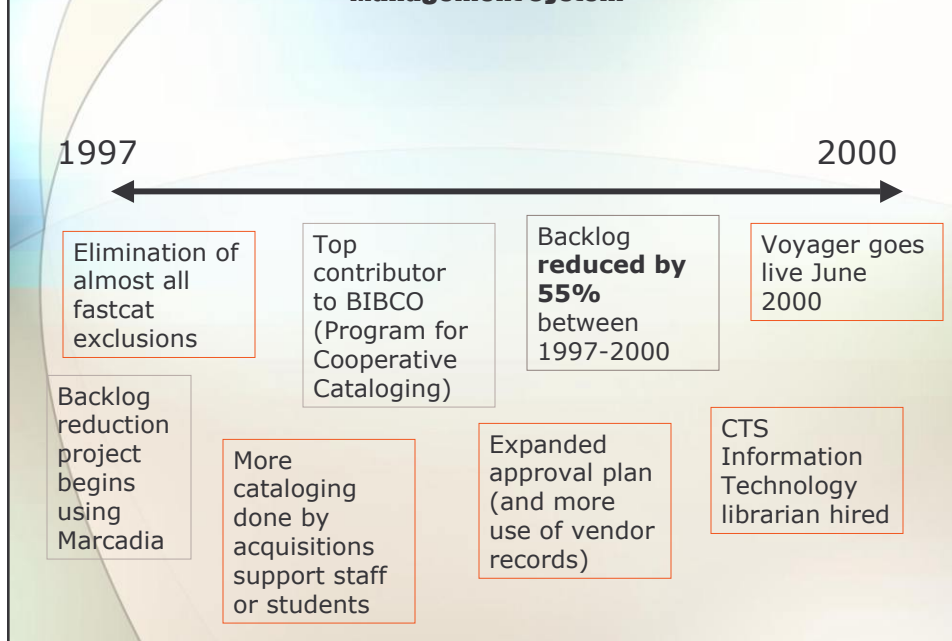 1997
2000
Elimination of
almost all
fastcat
exclusions
Top
contributor
to BIBCO
(Program for
Cooperative
Cataloging)
Backlog
reduced by
55%
between
1997-2000
Voyager goes
live June
2000
Backlog
reduction
project
begins
using
Marcadia
More
cataloging
done by
acquisitions
support staff
or students
Expanded
approval plan
(and more
use of vendor
records)
CTS
Information
Technology
librarian hired